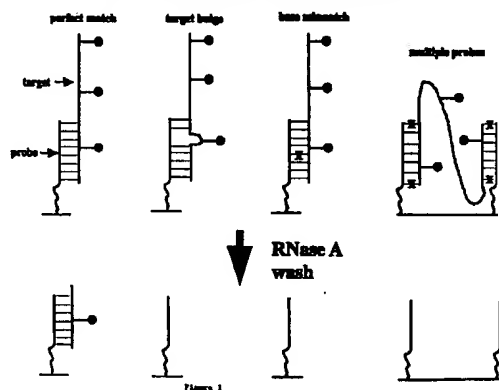 perfect match
target bulge
base mismatch
multiple probes
target
probe
RNase A
wash
Figure 1